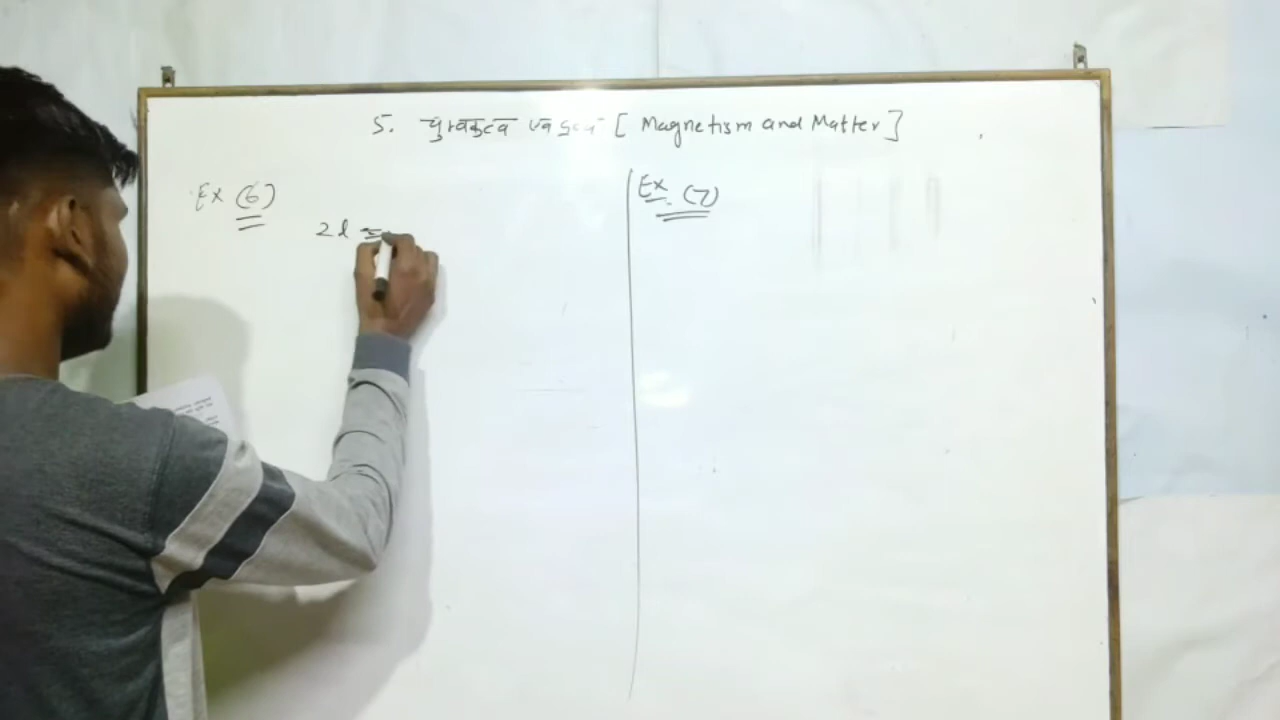 5. चुम्बकत्व एवं द्रव्य [Magnetism and Matter]
Ex (6)
2l =
Ex. (7)